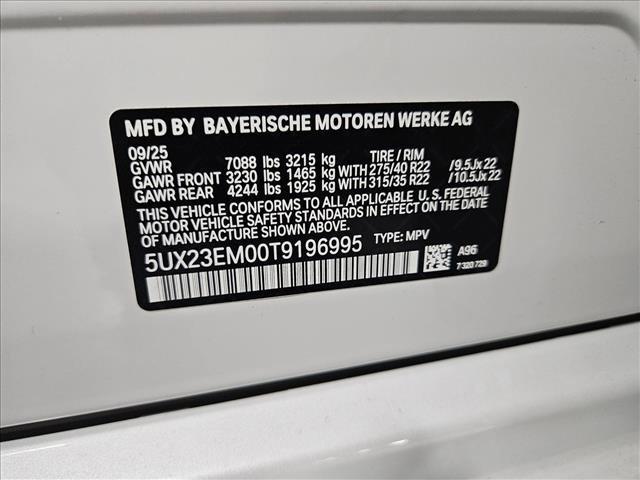 MFD BY BAYERISCHE MOTOREN WERKE AG
09/25
GVWR 7088 lbs 3215 kg TIRE / RIM
GAWR FRONT 3230 lbs 1465 kg WITH 275/40 R22 /9.5Jx22
GAWR REAR 4244 lbs 1925 kg WITH 315/35 R22 /10.5Jx22
THIS VEHICLE CONFORMS TO ALL APPLICABLE U.S. FEDERAL
MOTOR VEHICLE SAFETY STANDARDS IN EFFECT ON THE DATE
OF MANUFACTURE SHOWN ABOVE.
5UX23EM00T9196995 TYPE: MPV
A96
7 320 729